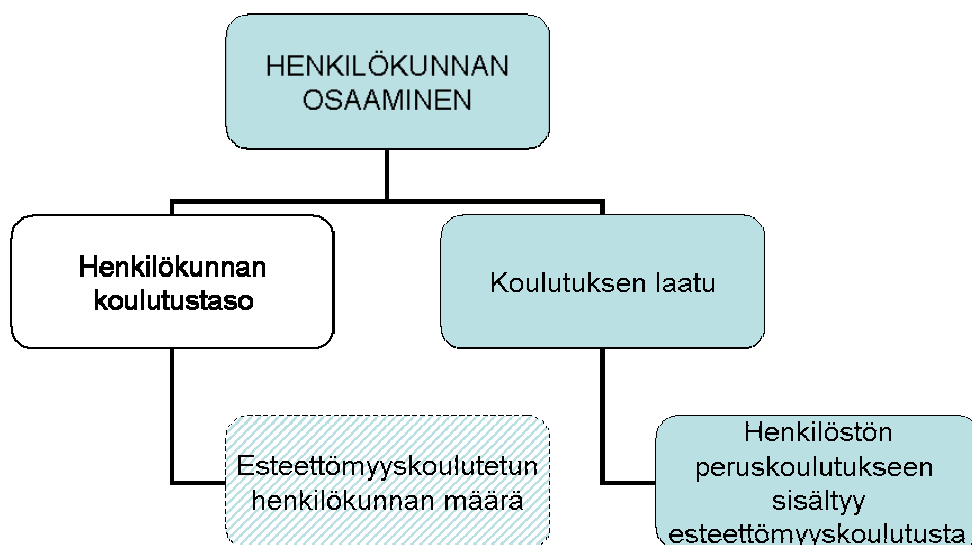 HENKILÖKUNNAN
OSAAMINEN
Henkilökunnan
koulutustaso
Koulutuksen laatu
Esteettömyyskoulutetun
henkilökunnan määrä
Henkilöstön
peruskoulutukseen
sisältyy
esteettömyyskoulutusta